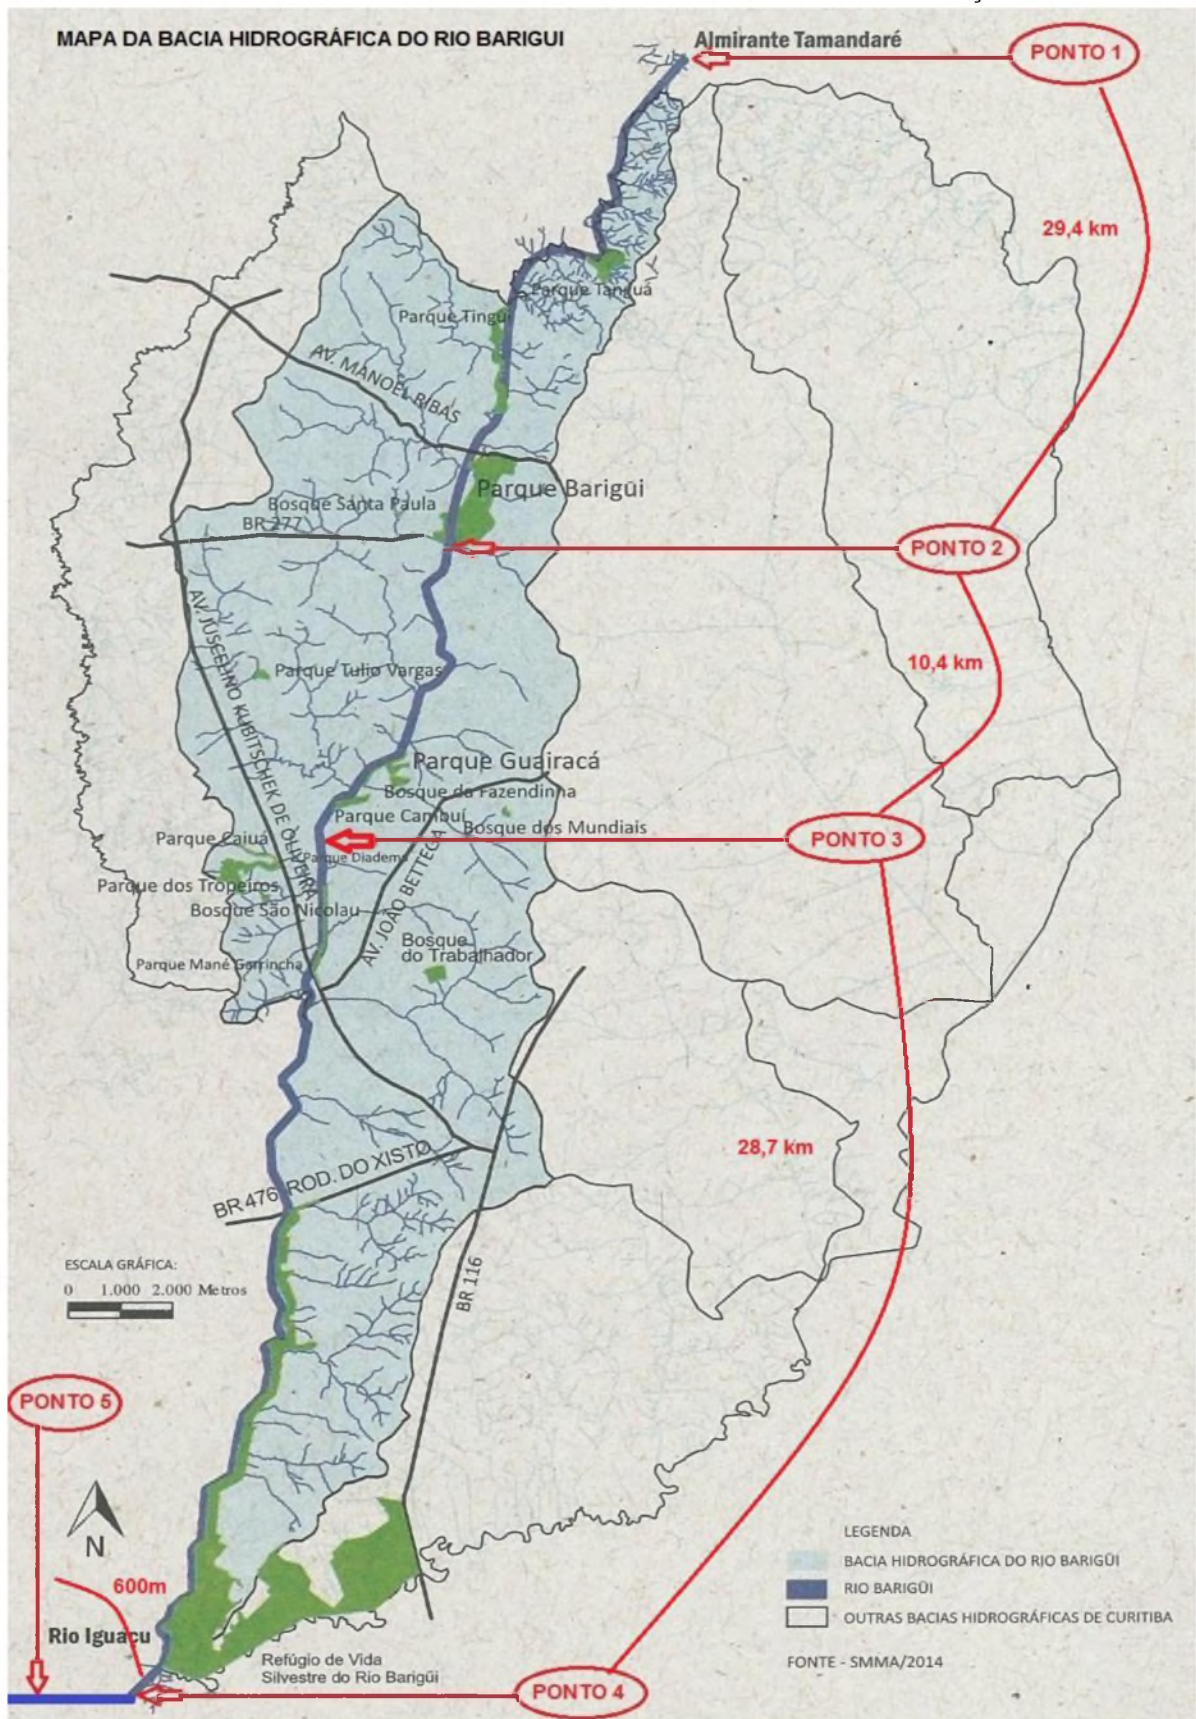 MAPA DA BACIA HIDROGRÁFICA DO RIO BARIGUI
Almirante Tamandaré
PONTO 1
29,4 km
Parque Tanguá
Parque Tingui
AV. MANOEL RIBAS
Parque Barigüi
Bosque Santa Paula
BR 277
PONTO 2
AV. JUSCELINO KUBITSCHEK DE OLIVEIRA
Parque Tulio Vargas
10,4 km
Parque Guairacá
Bosque da Fazendinha
Parque Cambuí
Bosque dos Mundiais
PONTO 3
Parque Caiuá
Parque Diadema
Parque dos Tropeiros
Bosque São Nicolau
AV. JOÃO BETTEGA
Bosque
do Trabalhador
Parque Mané Garrincha
28,7 km
BR 476 ROD. DO XISTO
ESCALA GRÁFICA:
0 1.000 2.000 Metros
BR 116
PONTO 5
N
600m
Rio Iguaçu
Refúgio de Vida
Silvestre do Rio Barigüi
PONTO 4
LEGENDA
BACIA HIDROGRÁFICA DO RIO BARIGÜI
RIO BARIGÜI
OUTRAS BACIAS HIDROGRÁFICAS DE CURITIBA
FONTE - SMMA/2014